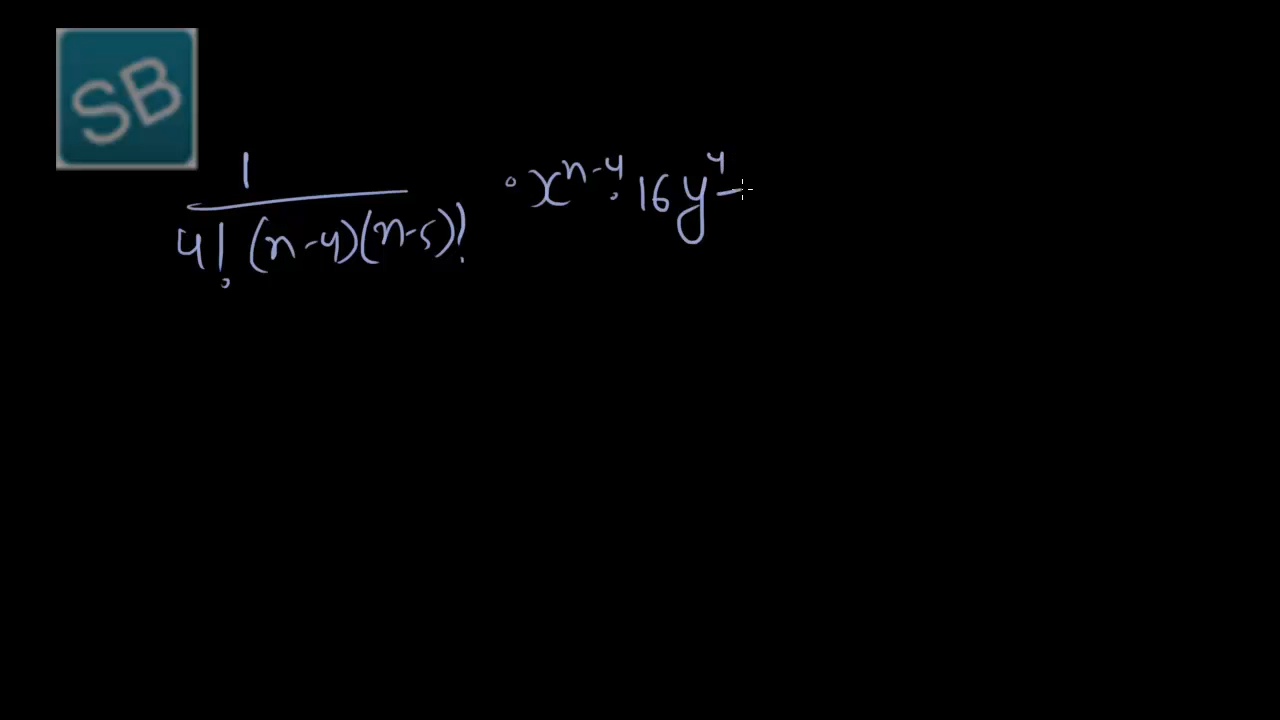 SB
1 / 4! (n-4)(n-5)! · x^{n-4} · 16y^4 -